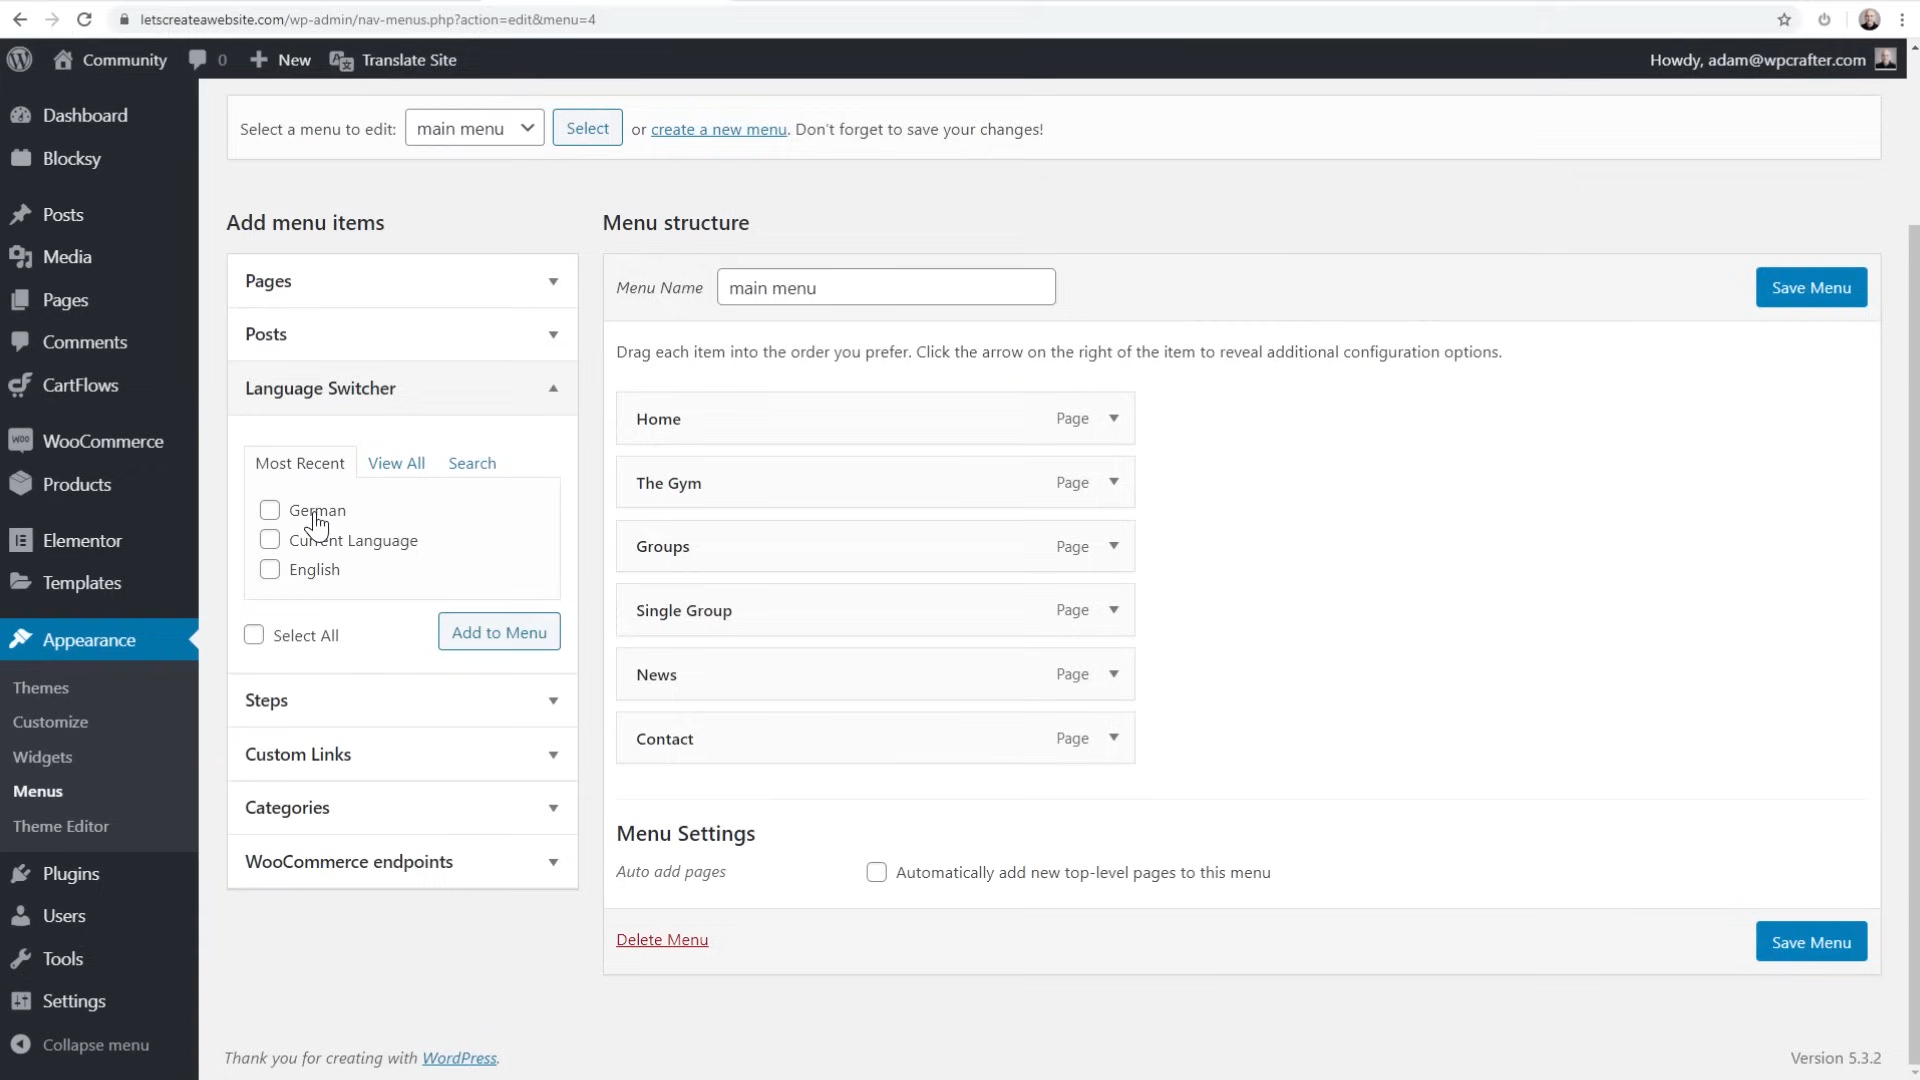 letscreateawebsite.com/wp-admin/nav-menus.php?action=edit&menu=4
Community
0
New
Translate Site
Howdy, adam@wpcrafter.com
Dashboard
Blocksy
Posts
Media
Pages
Comments
CartFlows
WooCommerce
Products
Elementor
Templates
Appearance
Themes
Customize
Widgets
Menus
Theme Editor
Plugins
Users
Tools
Settings
Collapse menu
Select a menu to edit: main menu Select or create a new menu. Don't forget to save your changes!
Add menu items
Pages
Posts
Language Switcher
Most Recent View All Search
German
Current Language
English
Select All Add to Menu
Steps
Custom Links
Categories
WooCommerce endpoints
Menu structure
Menu Name main menu Save Menu
Drag each item into the order you prefer. Click the arrow on the right of the item to reveal additional configuration options.
Home Page
The Gym Page
Groups Page
Single Group Page
News Page
Contact Page
Menu Settings
Auto add pages Automatically add new top-level pages to this menu
Delete Menu Save Menu
Thank you for creating with WordPress.
Version 5.3.2